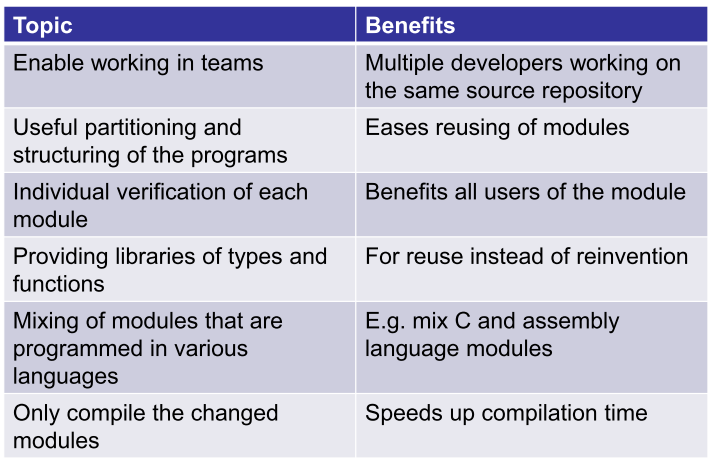 Topic
Benefits
Enable working in teams
Multiple developers working on
the same source repository
Useful partitioning and
structuring of the programs
Eases reusing of modules
Individual verification of each
module
Benefits all users of the module
Providing libraries of types and
functions
For reuse instead of reinvention
Mixing of modules that are
programmed in various
languages
E.g. mix C and assembly
language modules
Only compile the changed
modules
Speeds up compilation time